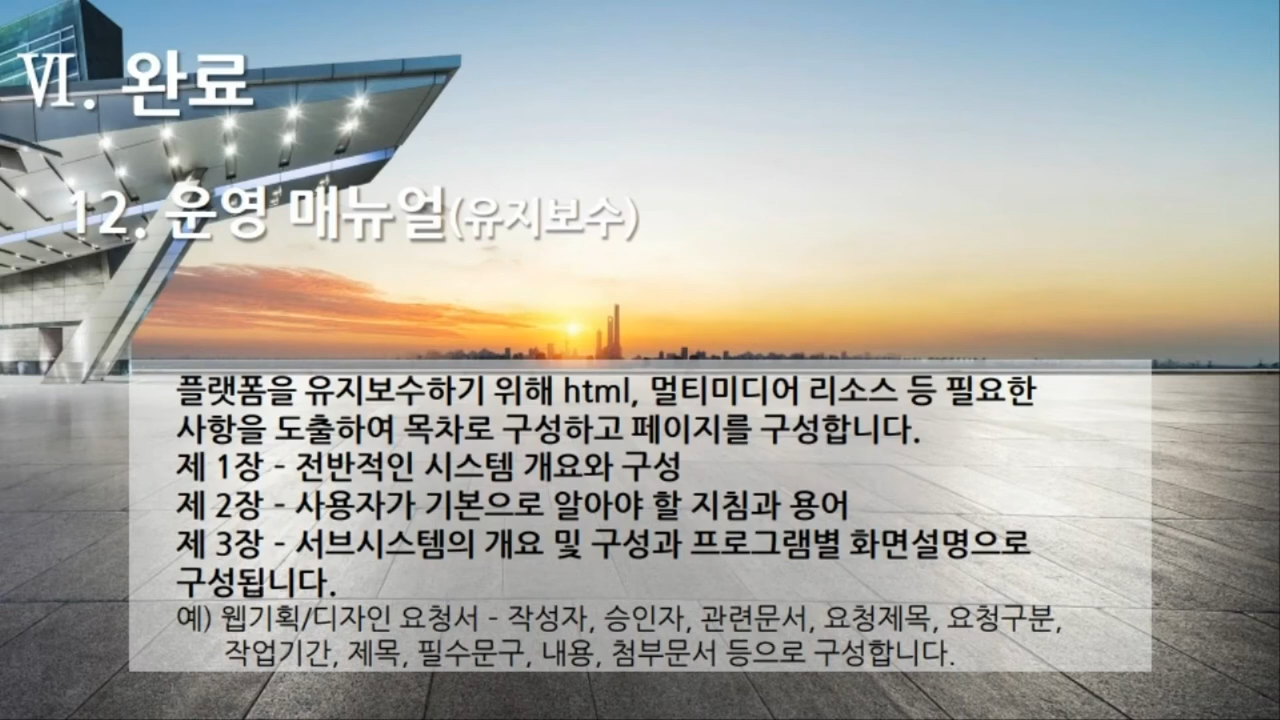 Ⅵ. 완료
12. 운영 매뉴얼(유지보수)
플랫폼을 유지보수하기 위해 html, 멀티미디어 리소스 등 필요한
사항을 도출하여 목차로 구성하고 페이지를 구성합니다.
제 1장 - 전반적인 시스템 개요와 구성
제 2장 - 사용자가 기본으로 알아야 할 지침과 용어
제 3장 - 서브시스템의 개요 및 구성과 프로그램별 화면설명으로
구성됩니다.
예) 웹기획/디자인 요청서 - 작성자, 승인자, 관련문서, 요청제목, 요청구분,
작업기간, 제목, 필수문구, 내용, 첨부문서 등으로 구성합니다.